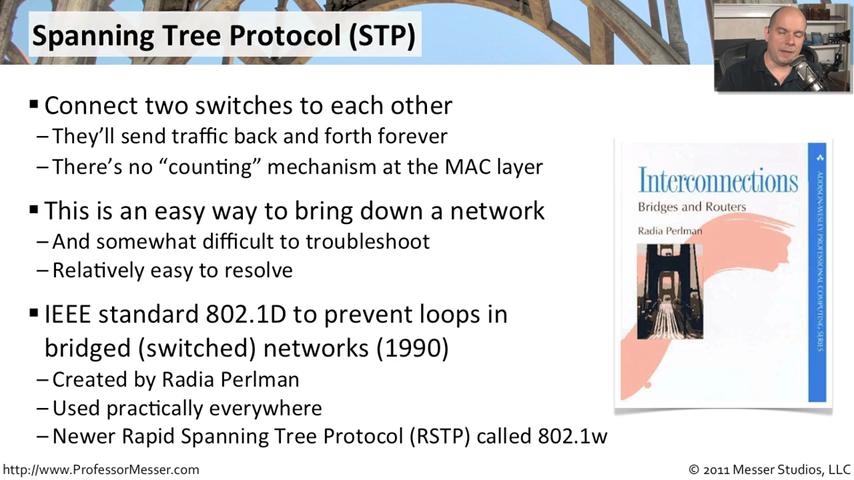 Spanning Tree Protocol (STP)
▪ Connect two switches to each other
– They’ll send traffic back and forth forever
– There’s no “counting” mechanism at the MAC layer
▪ This is an easy way to bring down a network
– And somewhat difficult to troubleshoot
– Relatively easy to resolve
▪ IEEE standard 802.1D to prevent loops in
bridged (switched) networks (1990)
– Created by Radia Perlman
– Used practically everywhere
– Newer Rapid Spanning Tree Protocol (RSTP) called 802.1w
Interconnections
Bridges and Routers
Radia Perlman
ADDISON-WESLEY PROFESSIONAL COMPUTING SERIES
http://www.ProfessorMesser.com
© 2011 Messer Studios, LLC